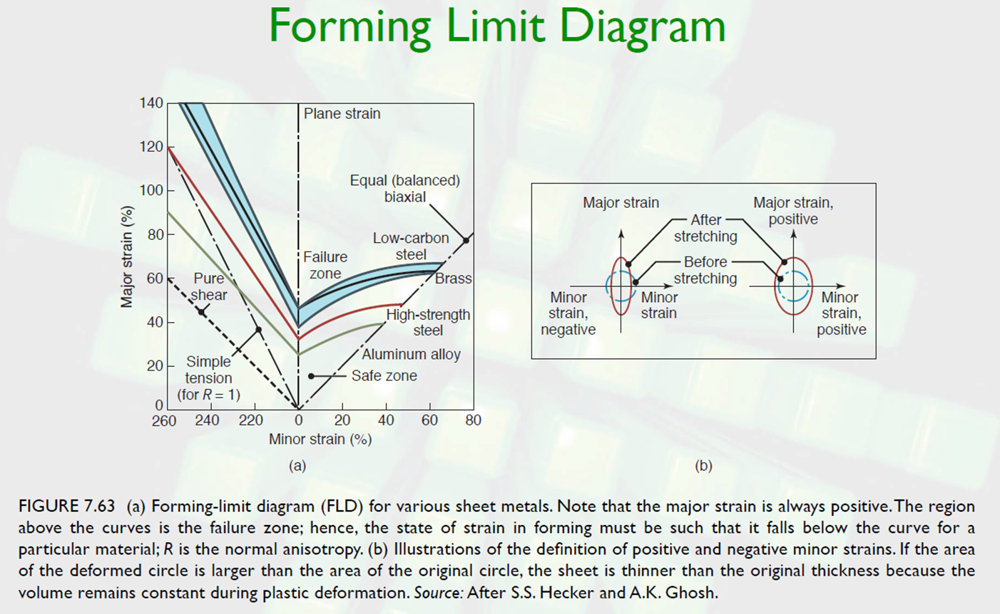 Forming Limit Diagram
140
120
100
80
60
40
20
0
Major strain (%)
260 240 220 0 20 40 60 80
Minor strain (%)
Plane strain
Equal (balanced)
biaxial
Low-carbon
steel
Failure
zone
Brass
Pure
shear
High-strength
steel
Aluminum alloy
Simple
tension
(for R = 1)
Safe zone
(a)
Major strain
Major strain,
positive
After
stretching
Before
stretching
Minor
strain,
negative
Minor
strain
Minor
strain,
positive
(b)
FIGURE 7.63 (a) Forming-limit diagram (FLD) for various sheet metals. Note that the major strain is always positive. The region
above the curves is the failure zone; hence, the state of strain in forming must be such that it falls below the curve for a
particular material; R is the normal anisotropy. (b) Illustrations of the definition of positive and negative minor strains. If the area
of the deformed circle is larger than the area of the original circle, the sheet is thinner than the original thickness because the
volume remains constant during plastic deformation. Source: After S.S. Hecker and A.K. Ghosh.